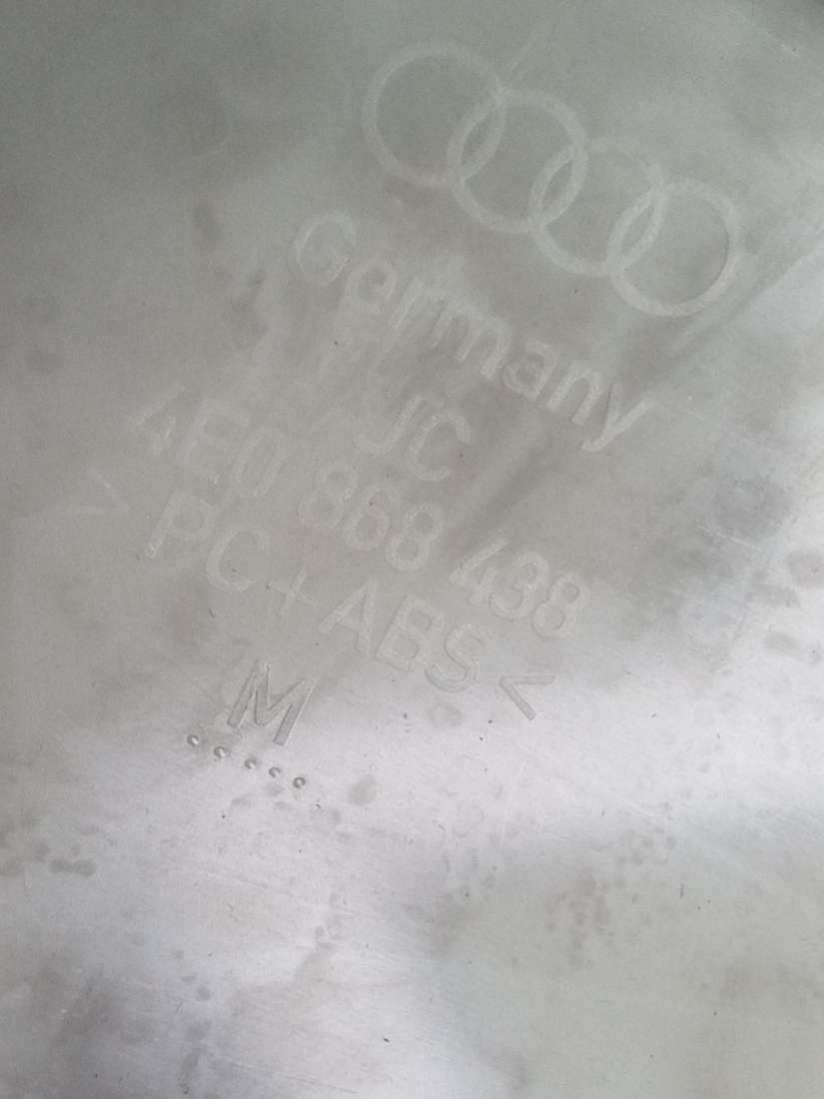 Germany
JC
4E0 868 438
>PC+ABS<
M